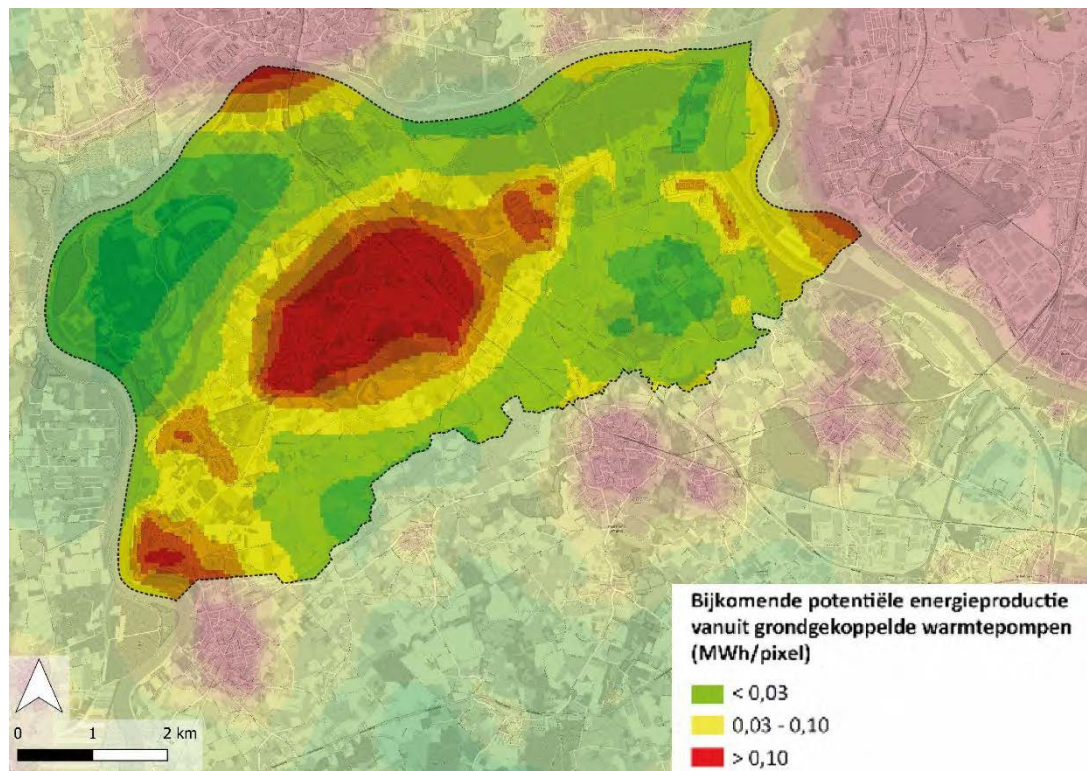 Bijkomende potentiële energieproductie
vanuit grondgekoppelde warmtepompen
(MWh/pixel)
< 0,03
0,03 - 0,10
> 0,10
0 1 2 km